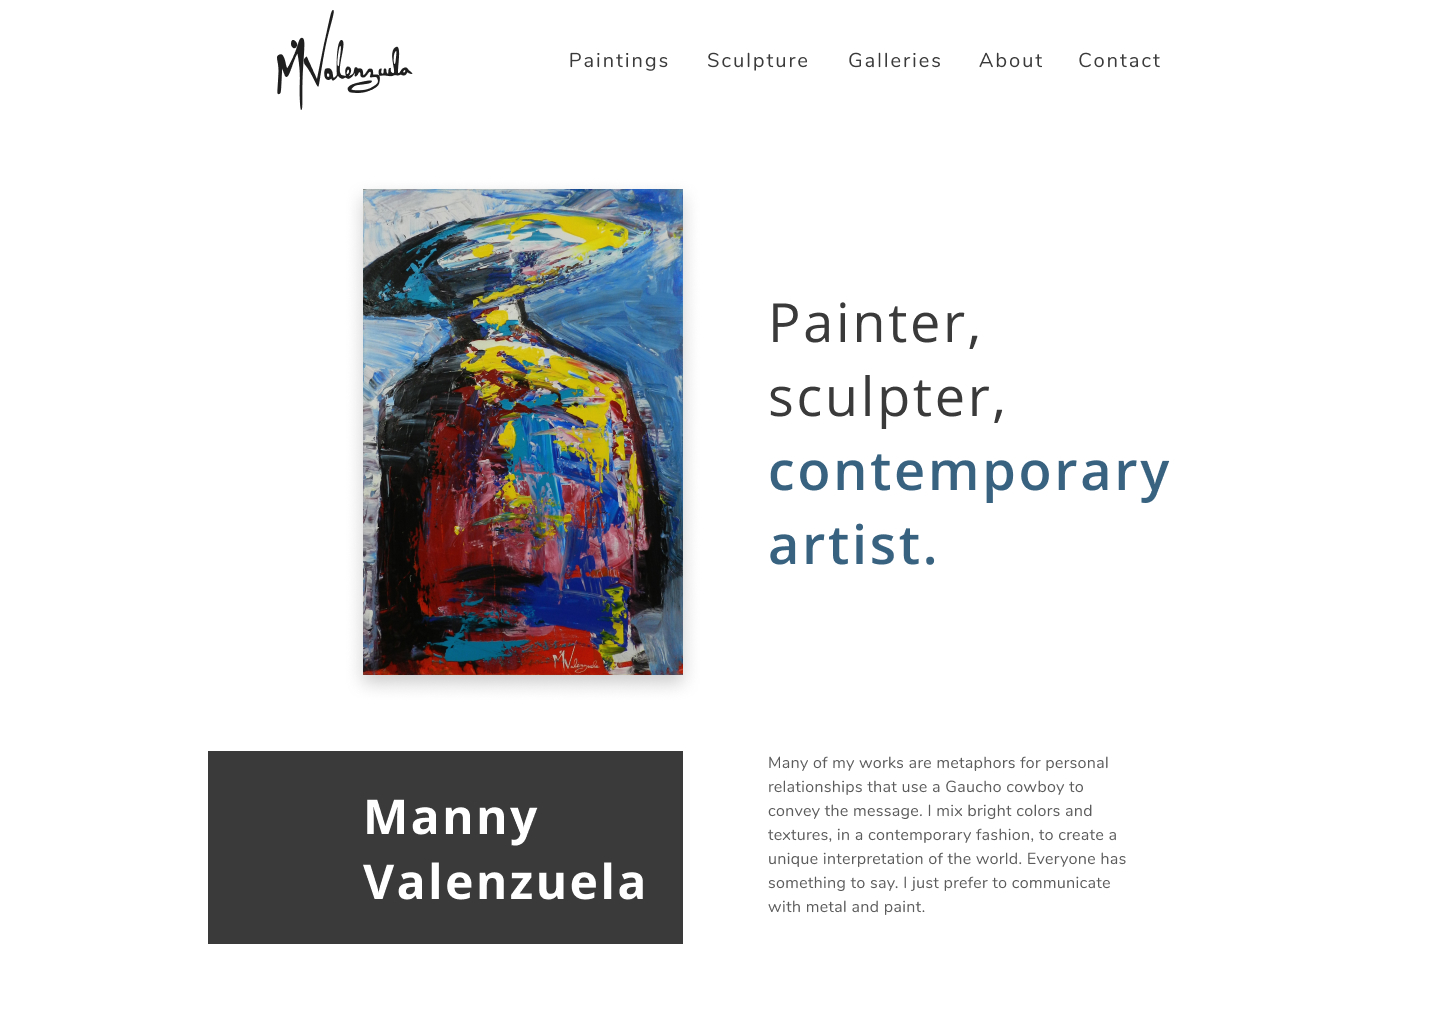 MValenzuela
Paintings Sculpture Galleries About Contact
Painter,
sculpter,
contemporary
artist.
MValenzuela
Manny
Valenzuela
Many of my works are metaphors for personal
relationships that use a Gaucho cowboy to
convey the message. I mix bright colors and
textures, in a contemporary fashion, to create a
unique interpretation of the world. Everyone has
something to say. I just prefer to communicate
with metal and paint.